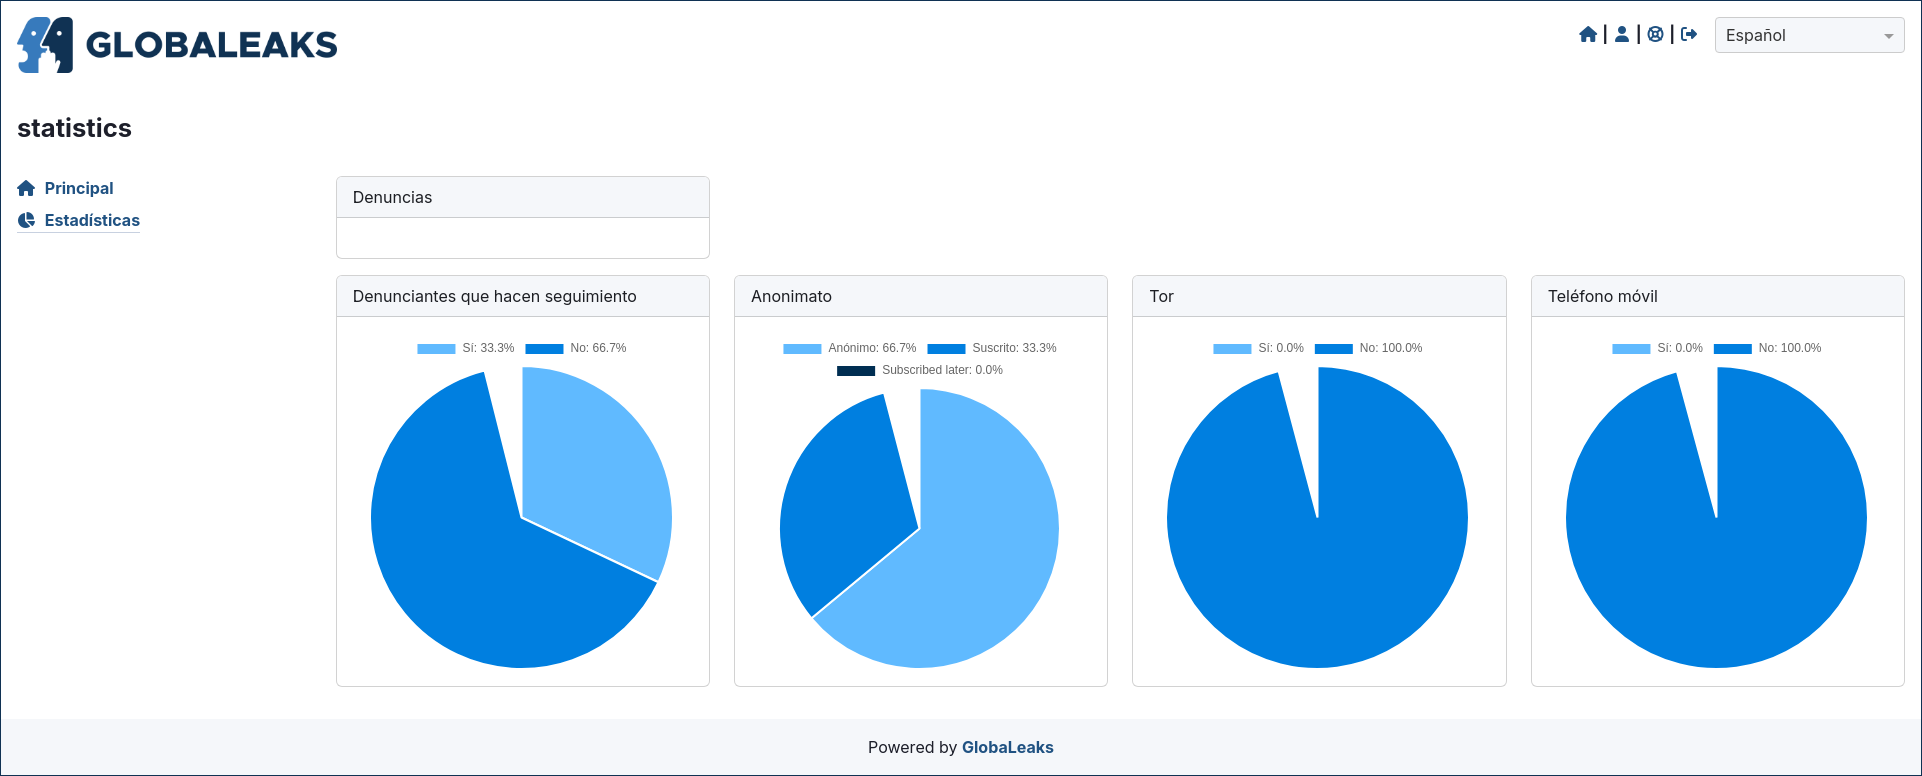 GLOBALEAKS
Español
statistics
Principal
Estadísticas
Denuncias
Denunciantes que hacen seguimiento
Sí: 33.3% No: 66.7%
Anonimato
Anónimo: 66.7% Suscrito: 33.3%
Subscribed later: 0.0%
Tor
Sí: 0.0% No: 100.0%
Teléfono móvil
Sí: 0.0% No: 100.0%
Powered by GlobaLeaks